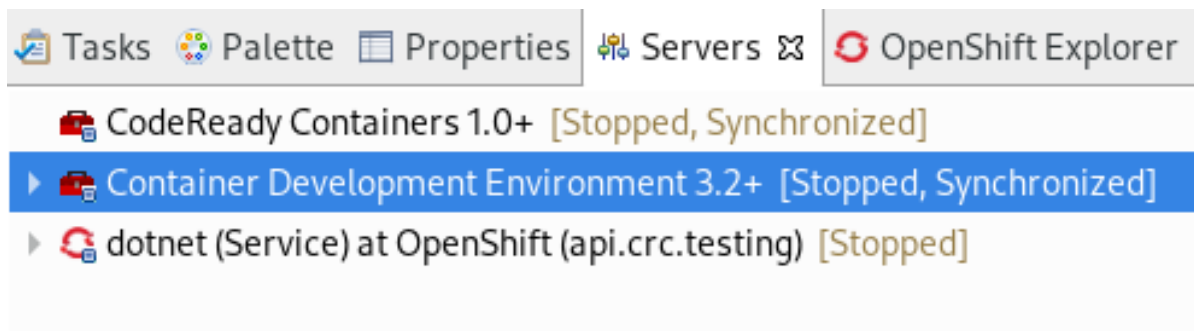 Tasks Palette Properties Servers OpenShift Explorer
CodeReady Containers 1.0+ [Stopped, Synchronized]
Container Development Environment 3.2+ [Stopped, Synchronized]
dotnet (Service) at OpenShift (api.crc.testing) [Stopped]